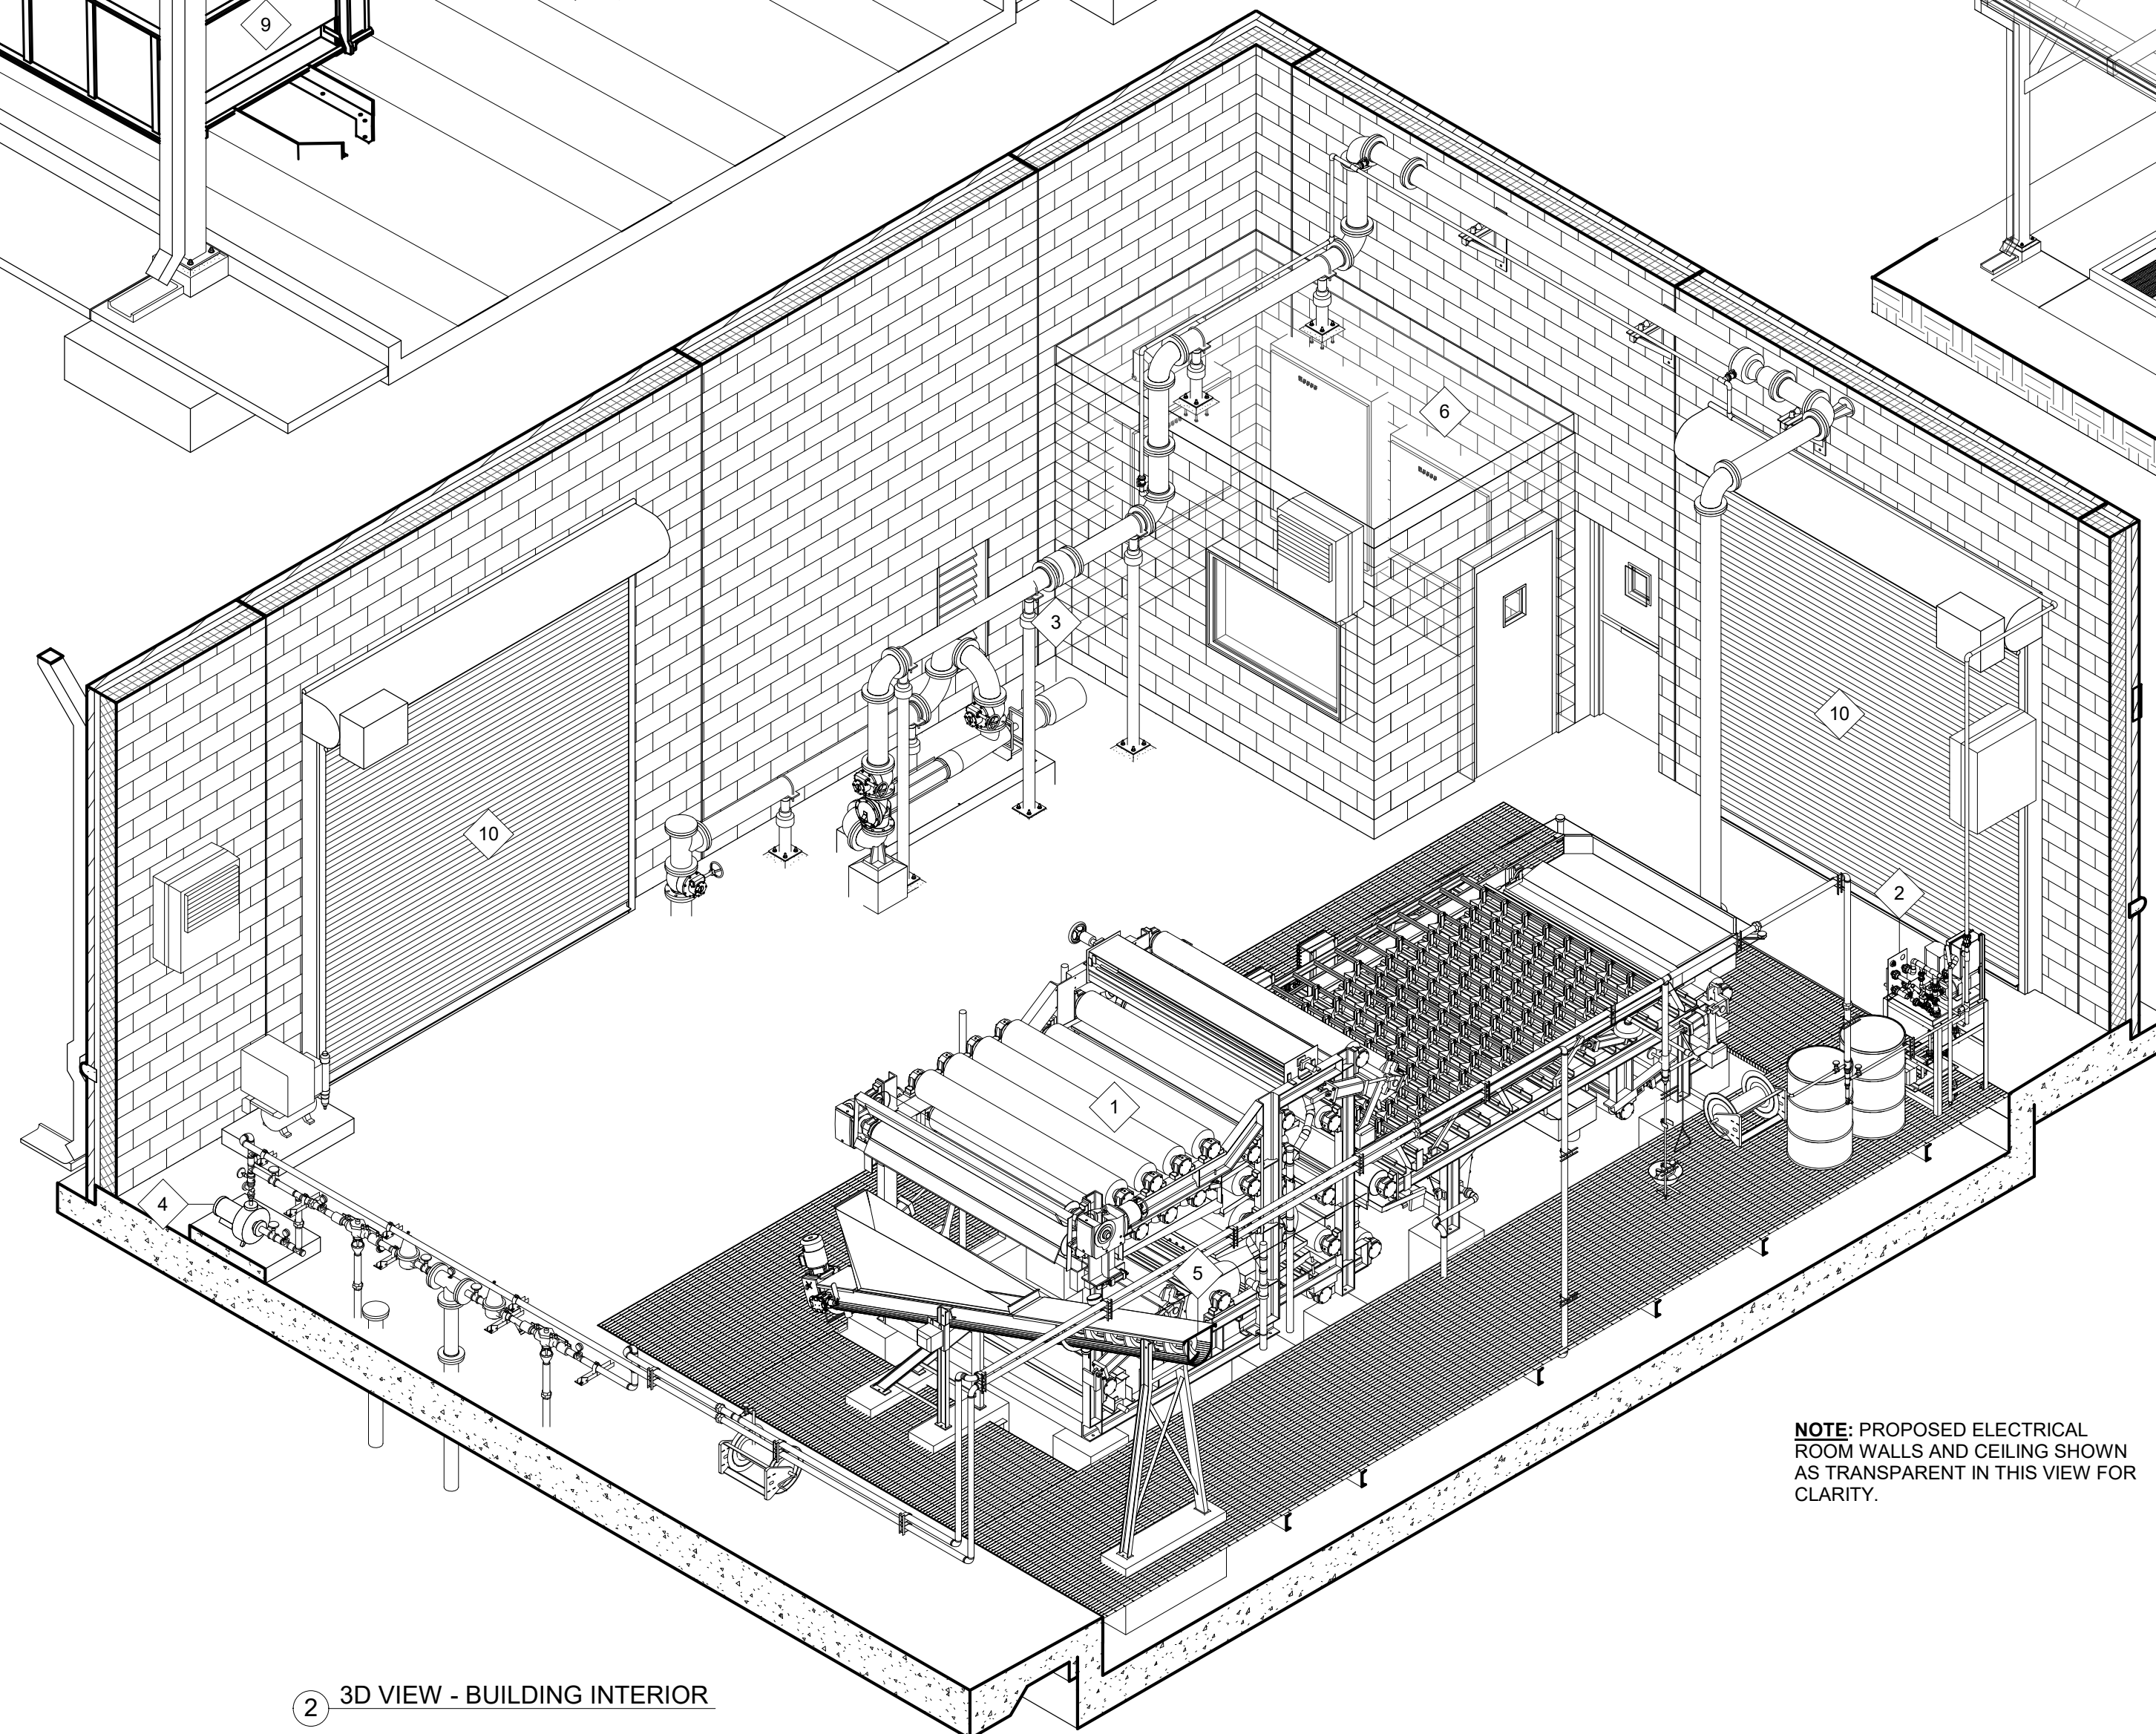 9
6
3
10
10
2
1
4
5
NOTE: PROPOSED ELECTRICAL
ROOM WALLS AND CEILING SHOWN
AS TRANSPARENT IN THIS VIEW FOR
CLARITY.
2 3D VIEW - BUILDING INTERIOR